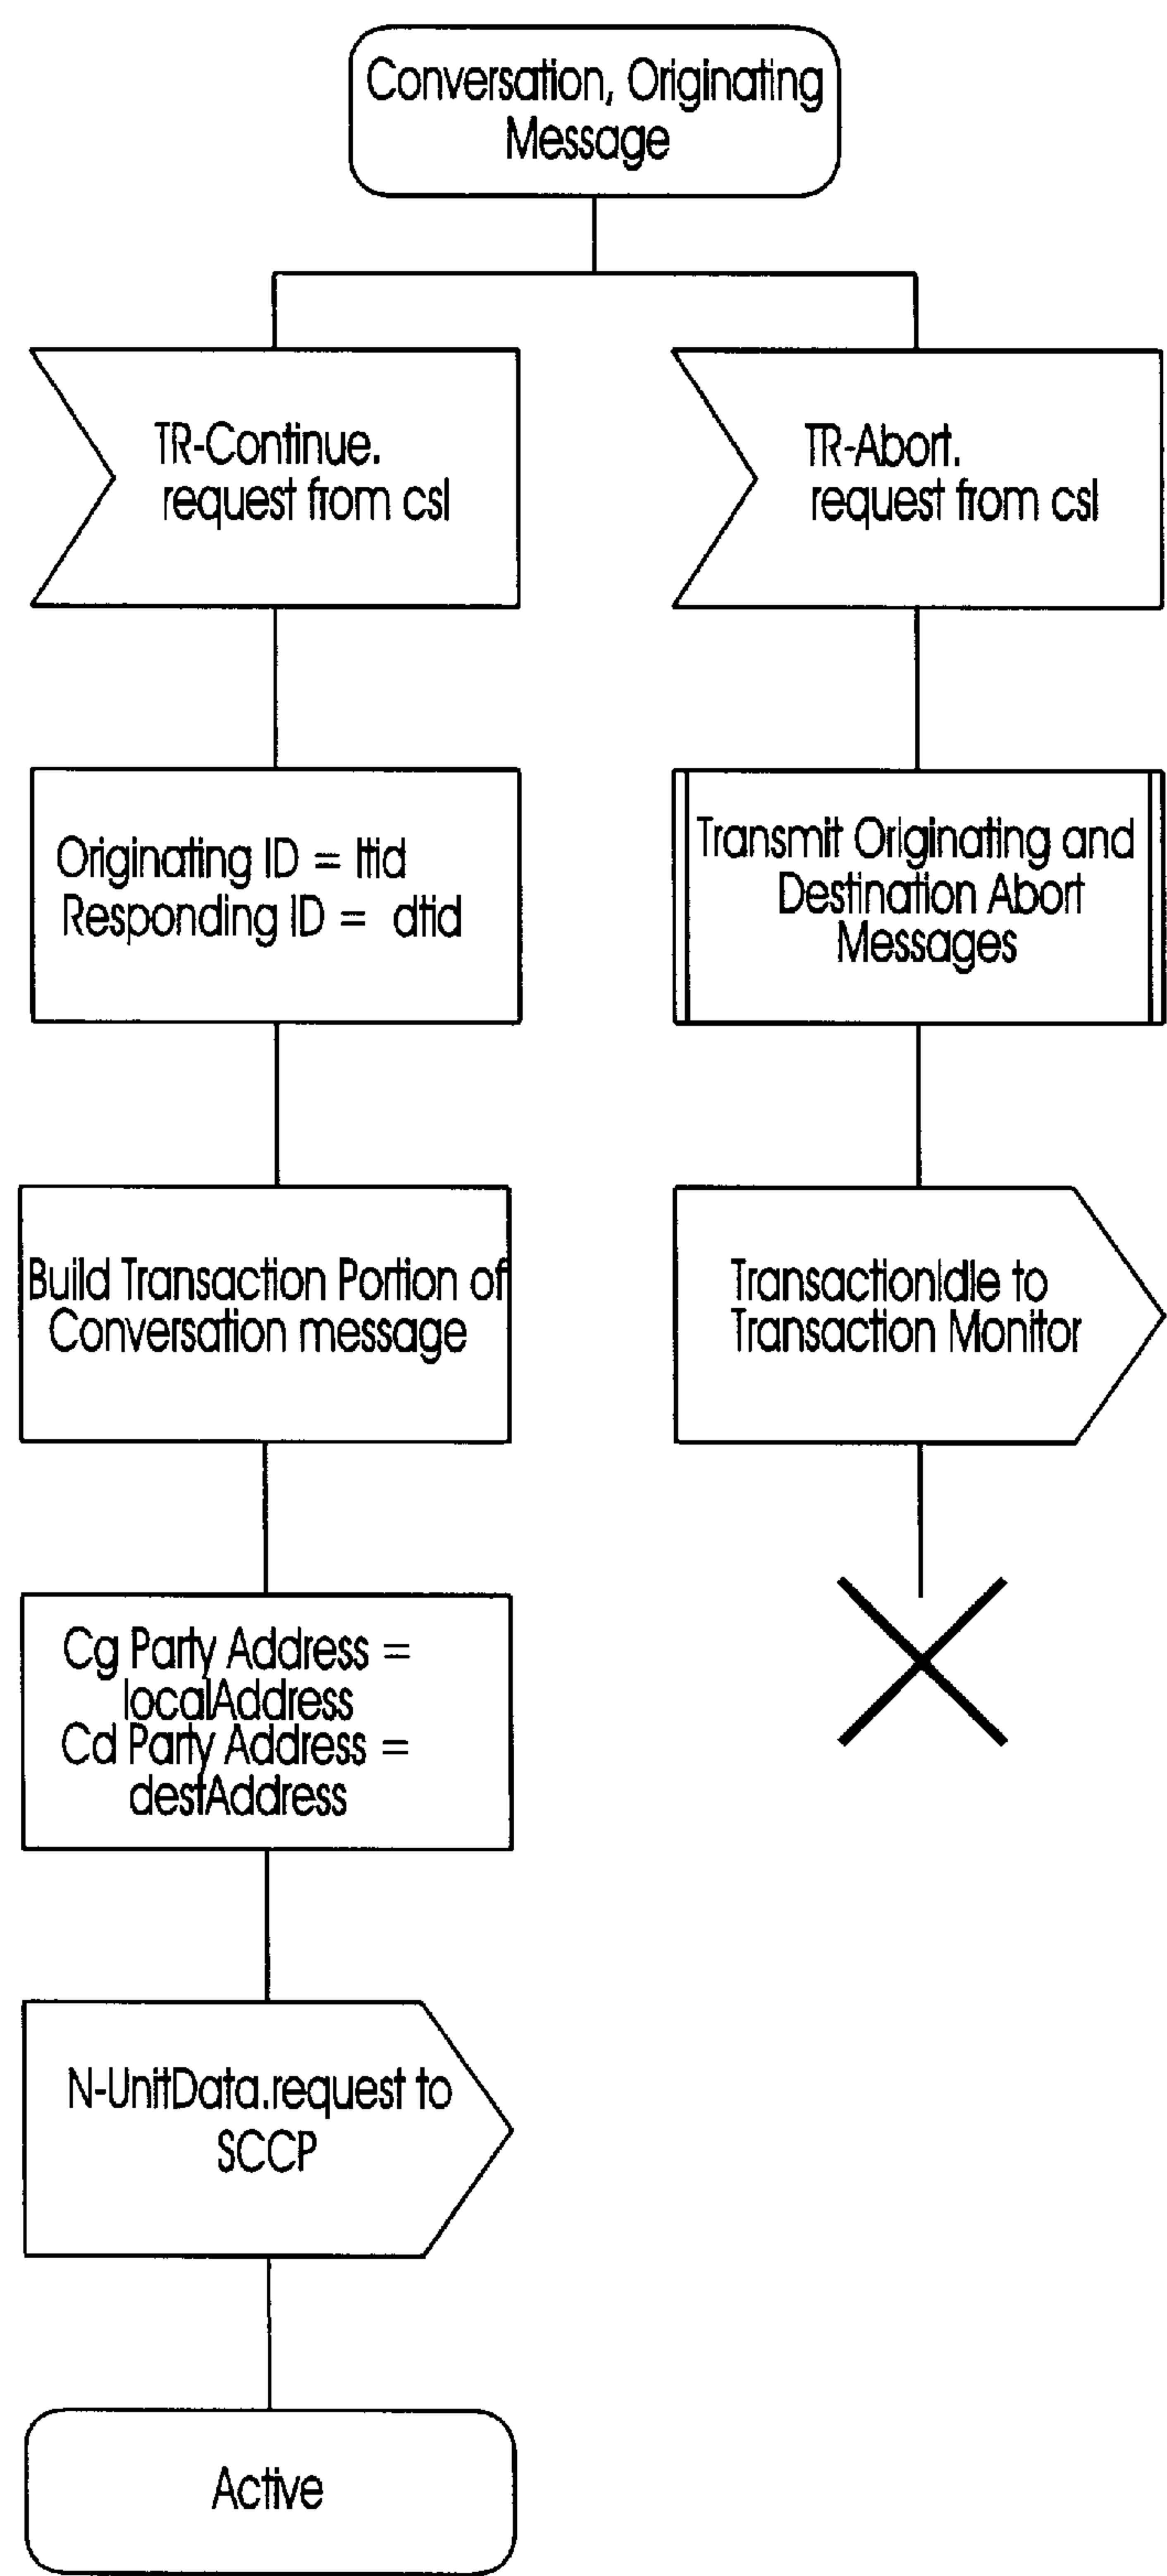 Conversation, Originating
Message
TR-Continue.
request from csl
TR-Abort.
request from csl
Originating ID = ltid
Responding ID = dtid
Transmit Originating and
Destination Abort
Messages
Build Transaction Portion of
Conversation message
TransactionIdle to
Transaction Monitor
Cg Party Address =
localAddress
Cd Party Address =
destAddress
N-UnitData.request to
SCCP
Active